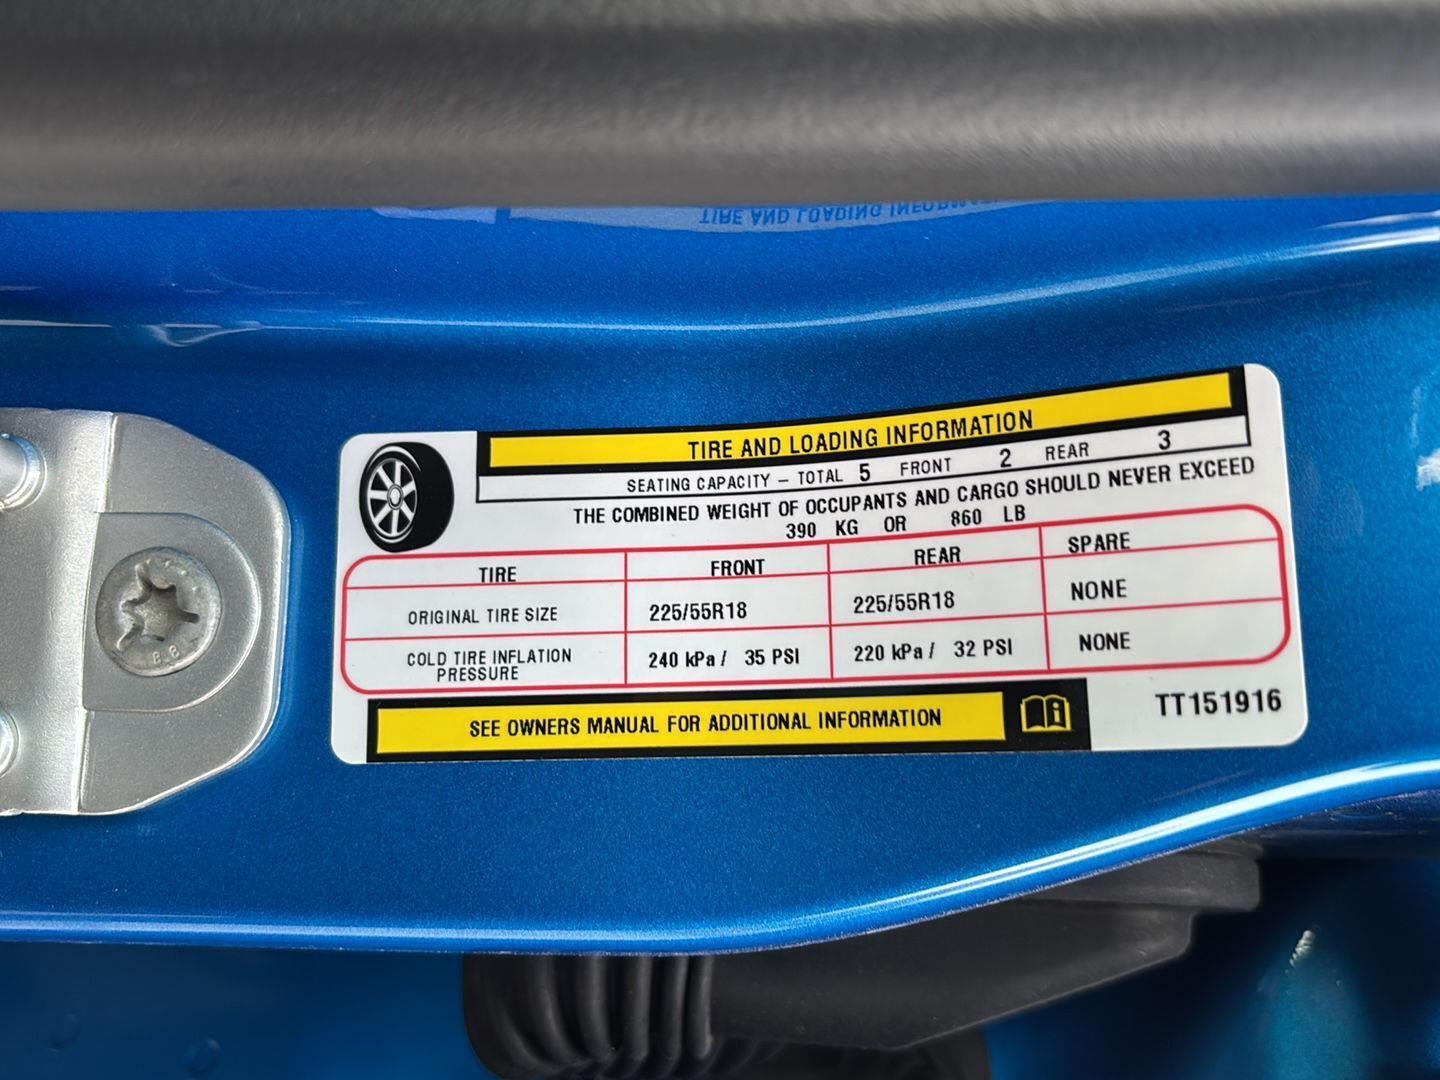 TIRE AND LOADING INFORMATION
SEATING CAPACITY – TOTAL 5 FRONT 2 REAR 3
THE COMBINED WEIGHT OF OCCUPANTS AND CARGO SHOULD NEVER EXCEED
390 KG OR 860 LB
TIRE FRONT REAR SPARE
ORIGINAL TIRE SIZE 225/55R18 225/55R18 NONE
COLD TIRE INFLATION PRESSURE 240 kPa / 35 PSI 220 kPa / 32 PSI NONE
SEE OWNERS MANUAL FOR ADDITIONAL INFORMATION
TT151916
8.8